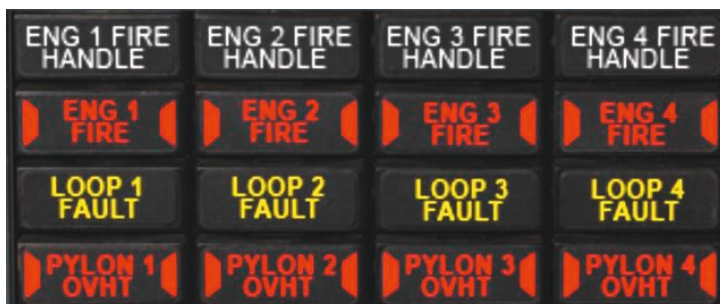 ENG 1 FIRE
HANDLE
ENG 2 FIRE
HANDLE
ENG 3 FIRE
HANDLE
ENG 4 FIRE
HANDLE
ENG 1
FIRE
ENG 2
FIRE
ENG 3
FIRE
ENG 4
FIRE
LOOP 1
FAULT
LOOP 2
FAULT
LOOP 3
FAULT
LOOP 4
FAULT
PYLON 1
OVHT
PYLON 2
OVHT
PYLON 3
OVHT
PYLON 4
OVHT